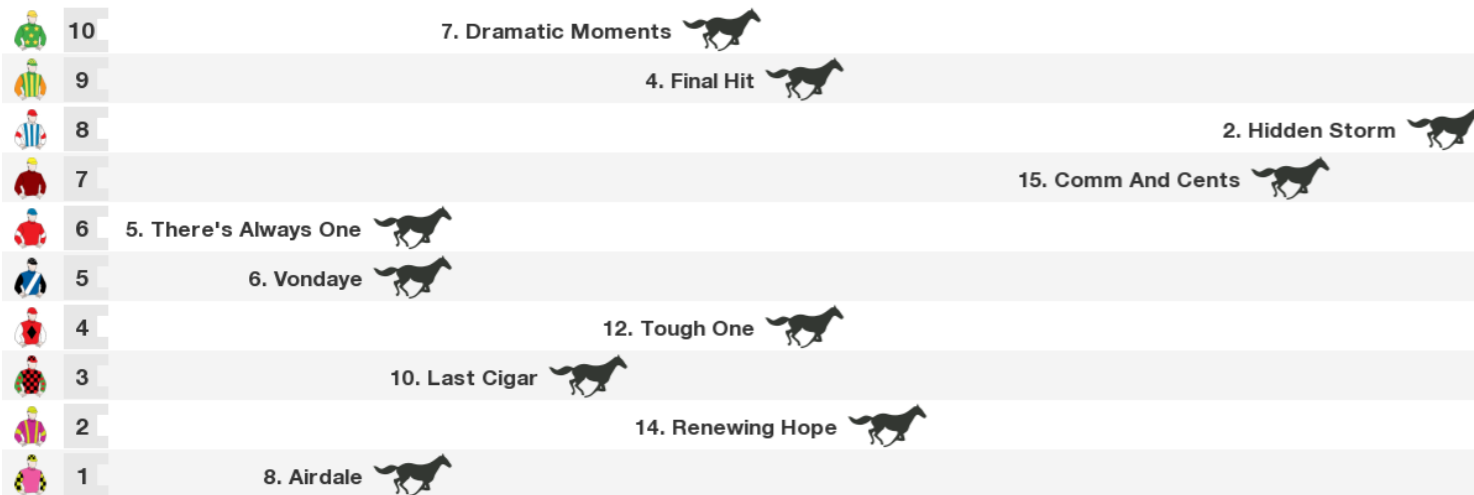 10 7. Dramatic Moments
9 4. Final Hit
8 2. Hidden Storm
7 15. Comm And Cents
6 5. There's Always One
5 6. Vondaye
4 12. Tough One
3 10. Last Cigar
2 14. Renewing Hope
1 8. Airdale